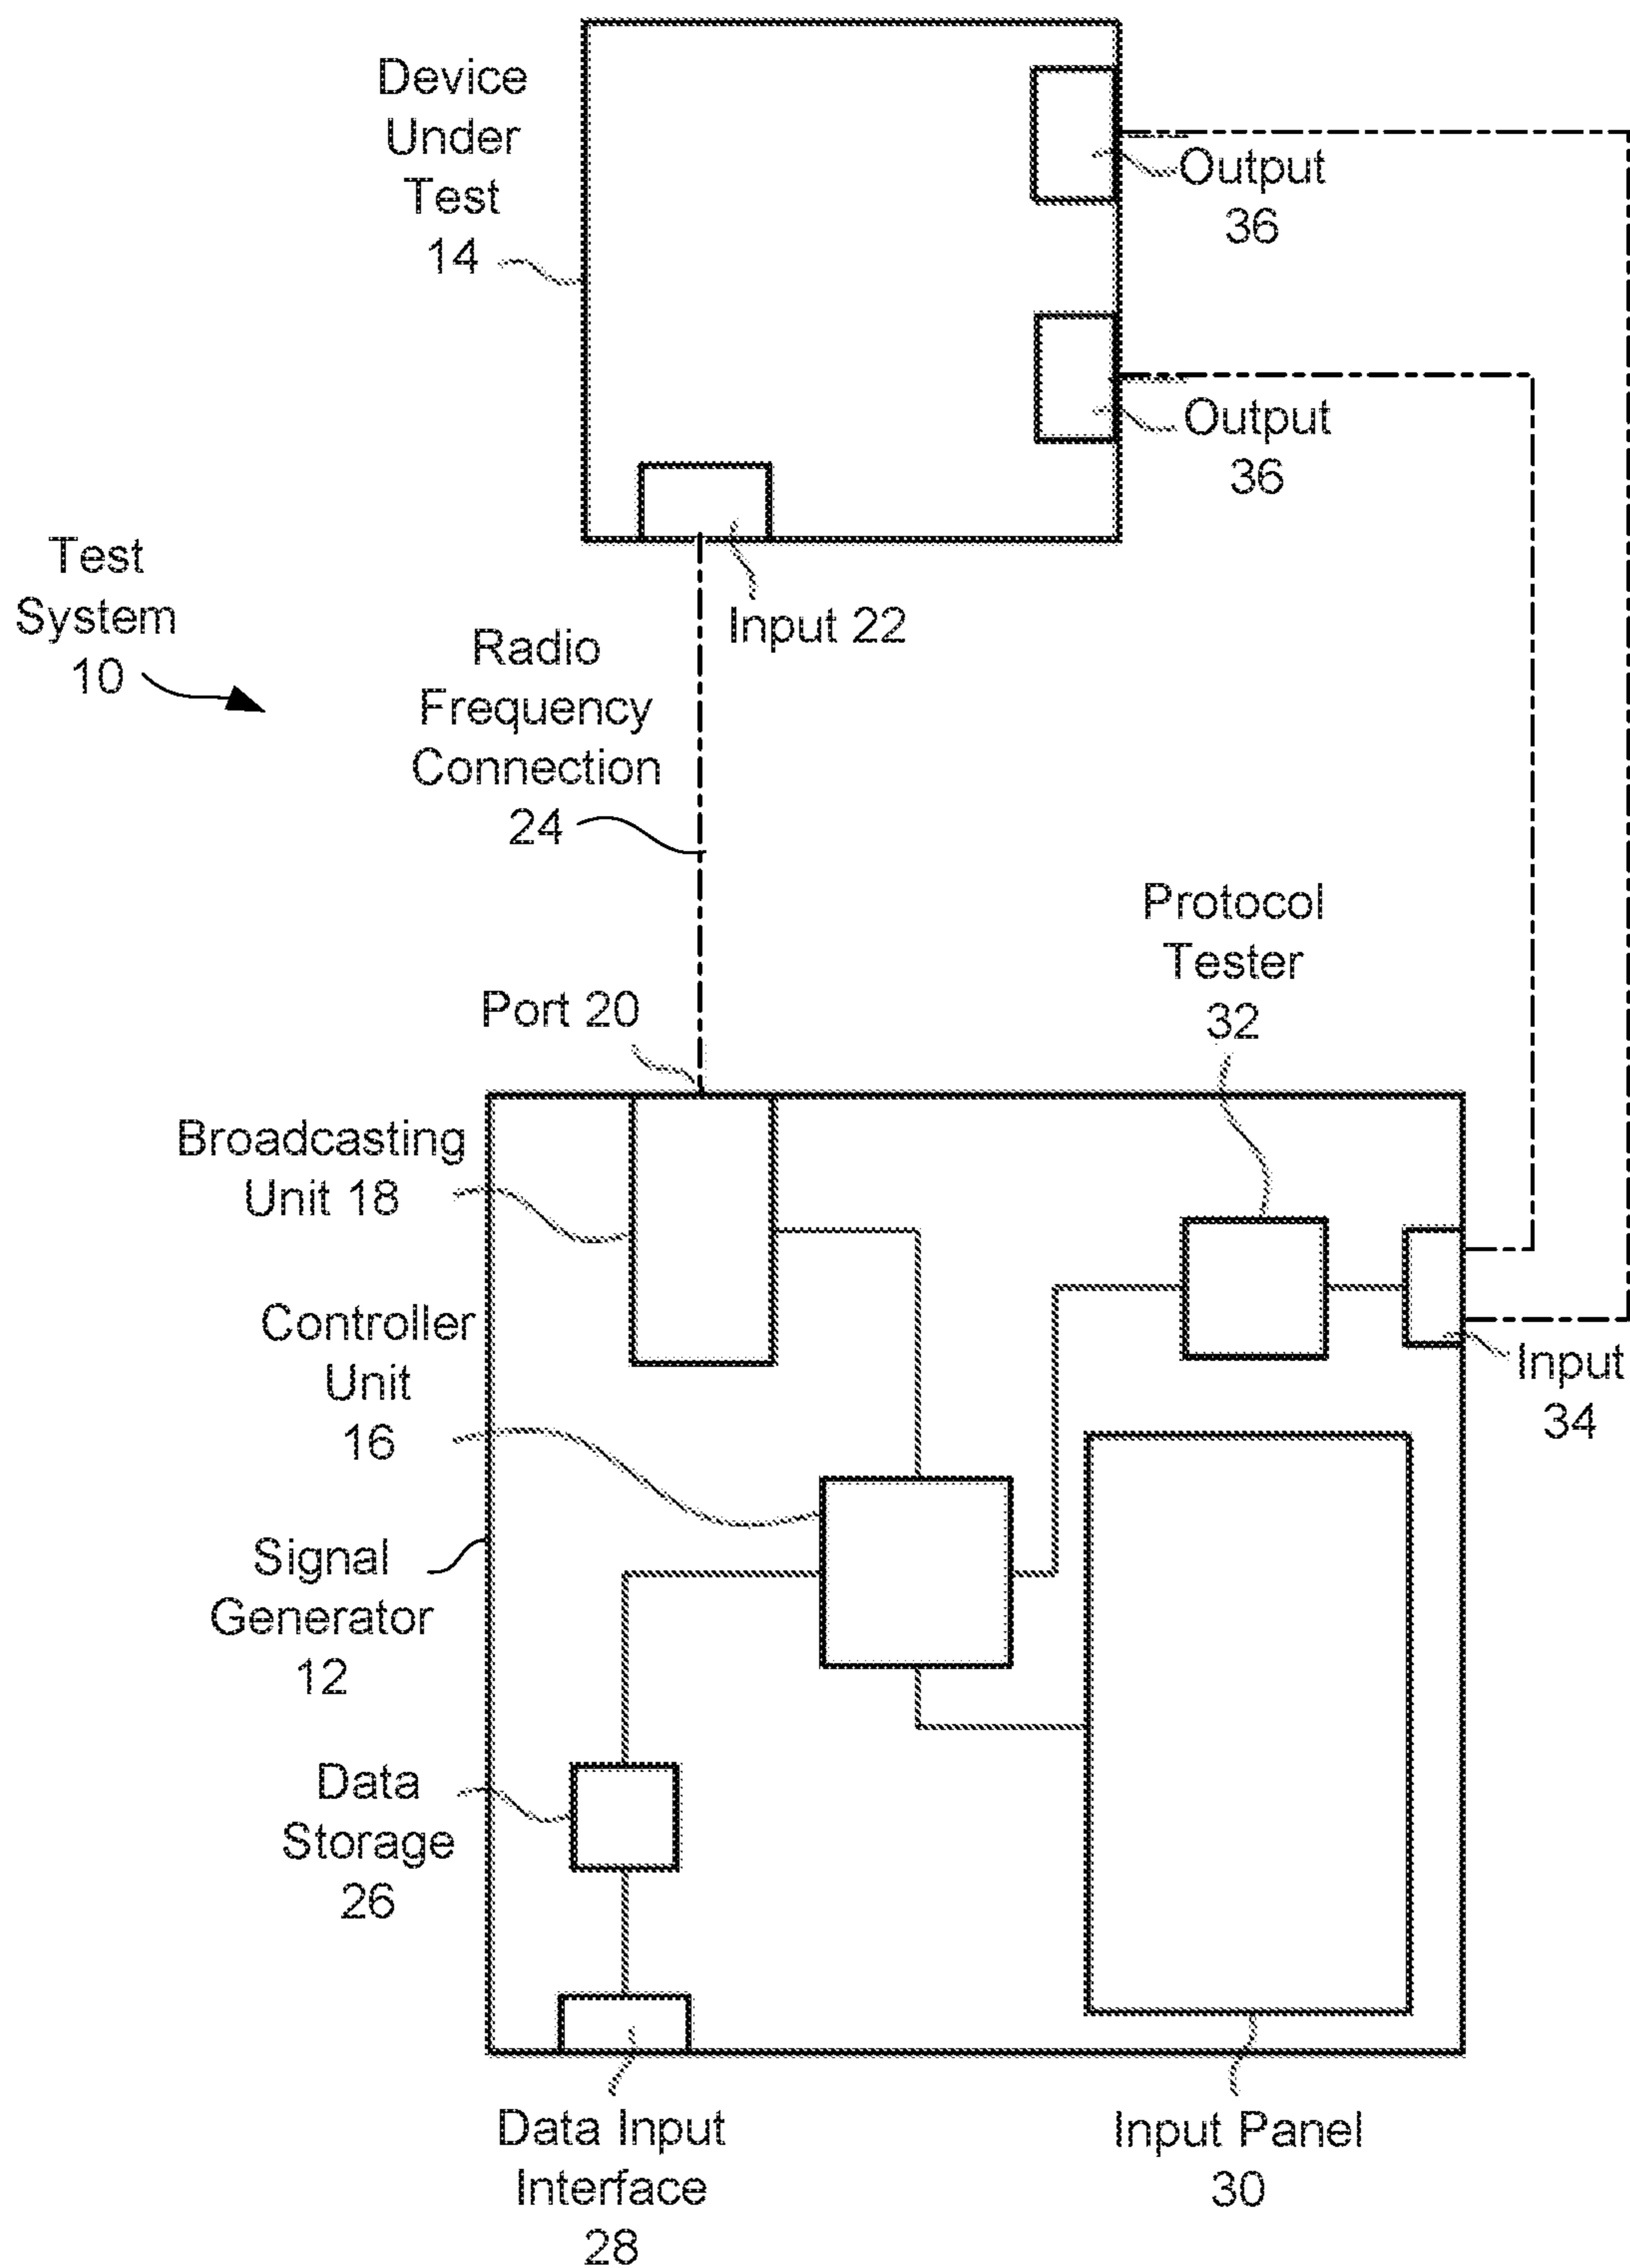 Device
Under
Test
14
Output
36
Output
36
Test
System
10
Input 22
Radio
Frequency
Connection
24
Protocol
Tester
32
Port 20
Broadcasting
Unit 18
Controller
Unit
16
Input
34
Signal
Generator
12
Data
Storage
26
Data Input
Interface
28
Input Panel
30